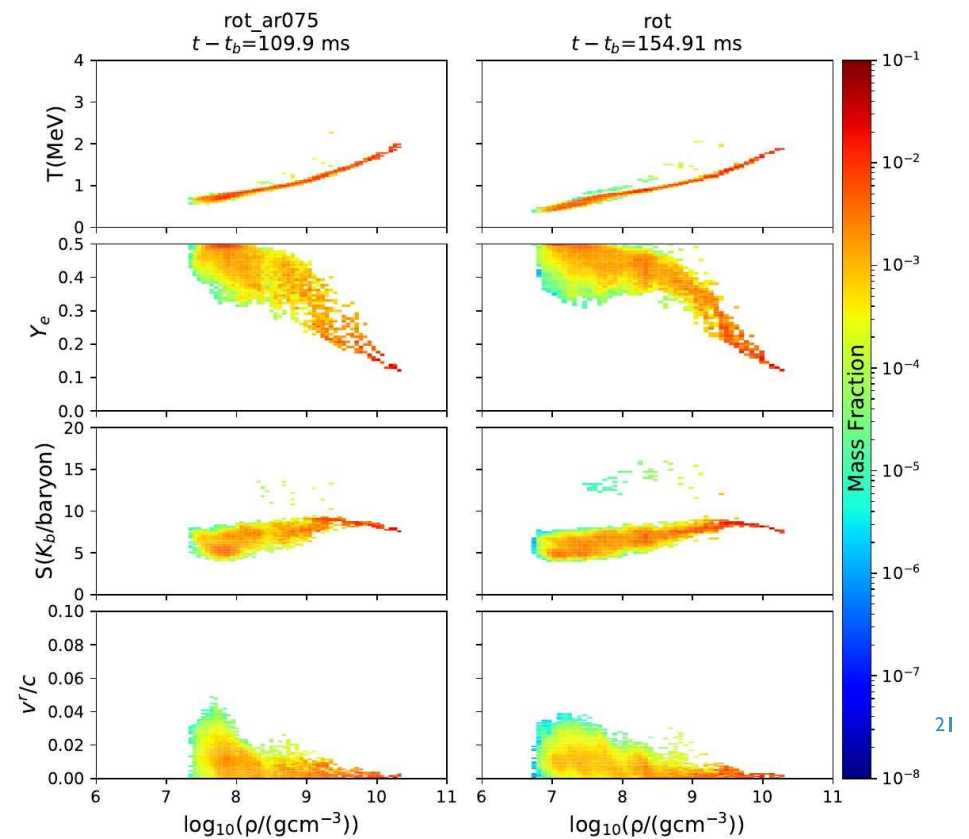 rot_ar075
t − t_b=109.9 ms
rot
t − t_b=154.91 ms
T(MeV)
4
3
2
1
0
Y_e
0.5
0.4
0.3
0.2
0.1
0.0
S(K_b/baryon)
20
15
10
5
0
v^r/c
0.10
0.08
0.06
0.04
0.02
0.00
6 7 8 9 10 11
6 7 8 9 10 11
log₁₀(ρ/(gcm⁻³))
log₁₀(ρ/(gcm⁻³))
10⁻¹
10⁻²
10⁻³
10⁻⁴
10⁻⁵
10⁻⁶
10⁻⁷
10⁻⁸
Mass Fraction
21